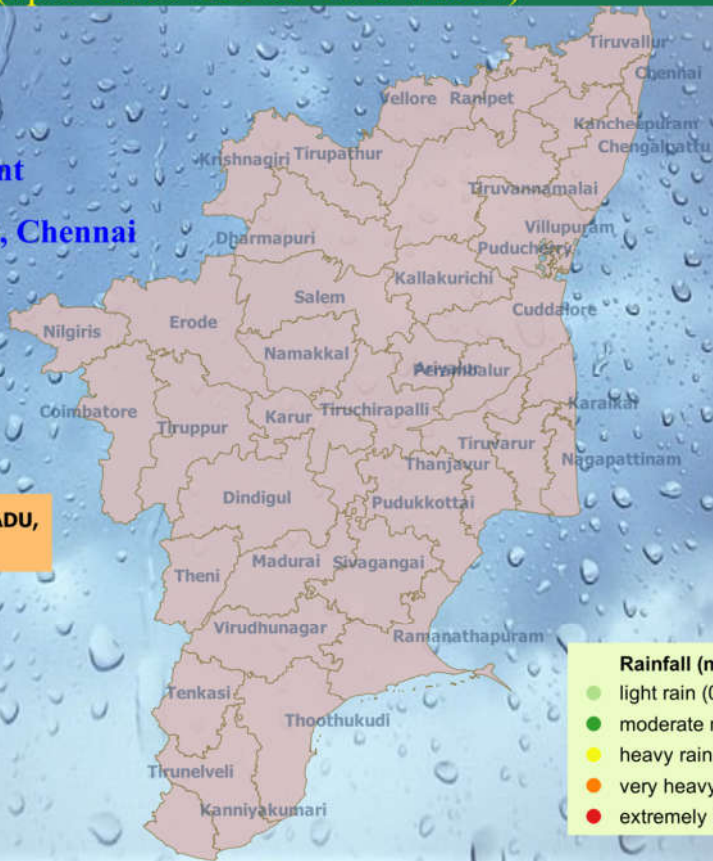 nt
, Chennai
Tiruvallur
Chennai
Vellore Ranipet
Kancheepuram
Chengalpattu
Krishnagiri Tirupathur
Tiruvannamalai
Villupuram
Dharmapuri
Puducherry
Kallakurichi
Salem
Cuddalore
Nilgiris
Erode
Namakkal
Ariyalur
Perambalur
Coimbatore
Karur Tiruchirapalli
Karaikal
Tiruppur
Tiruvarur
Thanjavur
Nagapattinam
Dindigul
Pudukkottai
ADU,
Theni
Madurai Sivagangai
Virudhunagar
Ramanathapuram
Tenkasi
Thoothukudi
Tirunelveli
Kanniyakumari
Rainfall (m
light rain (0
moderate r
heavy rain
very heavy
extremely